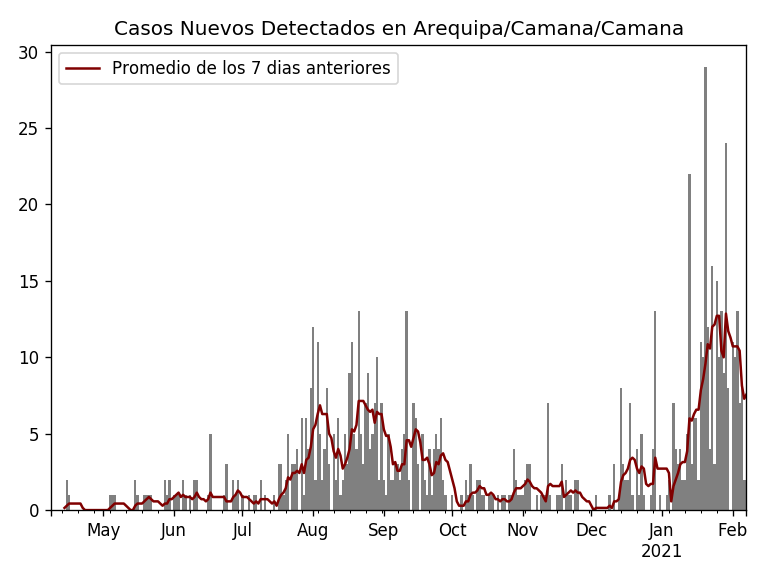 Casos Nuevos Detectados en Arequipa/Camana/Camana
Promedio de los 7 dias anteriores
30
25
20
15
10
5
0
May Jun Jul Aug Sep Oct Nov Dec Jan Feb
2021